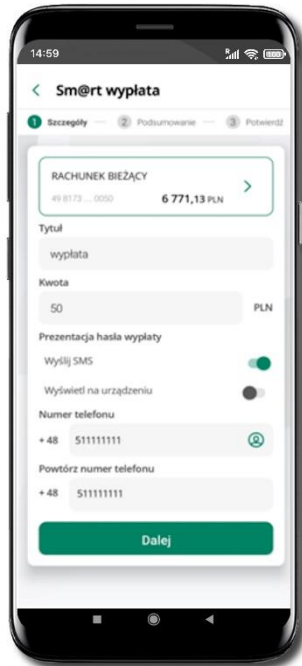 14:59
Sm@rt wypłata
1 Szczegóły 2 Podsumowanie 3 Potwierdź
RACHUNEK BIEŻĄCY
49 8173 ... 0050 6 771,13 PLN
Tytuł
wypłata
Kwota
50 PLN
Prezentacja hasła wypłaty
Wyślij SMS
Wyświetl na urządzeniu
Numer telefonu
+ 48 511111111
Powtórz numer telefonu
+ 48 511111111
Dalej